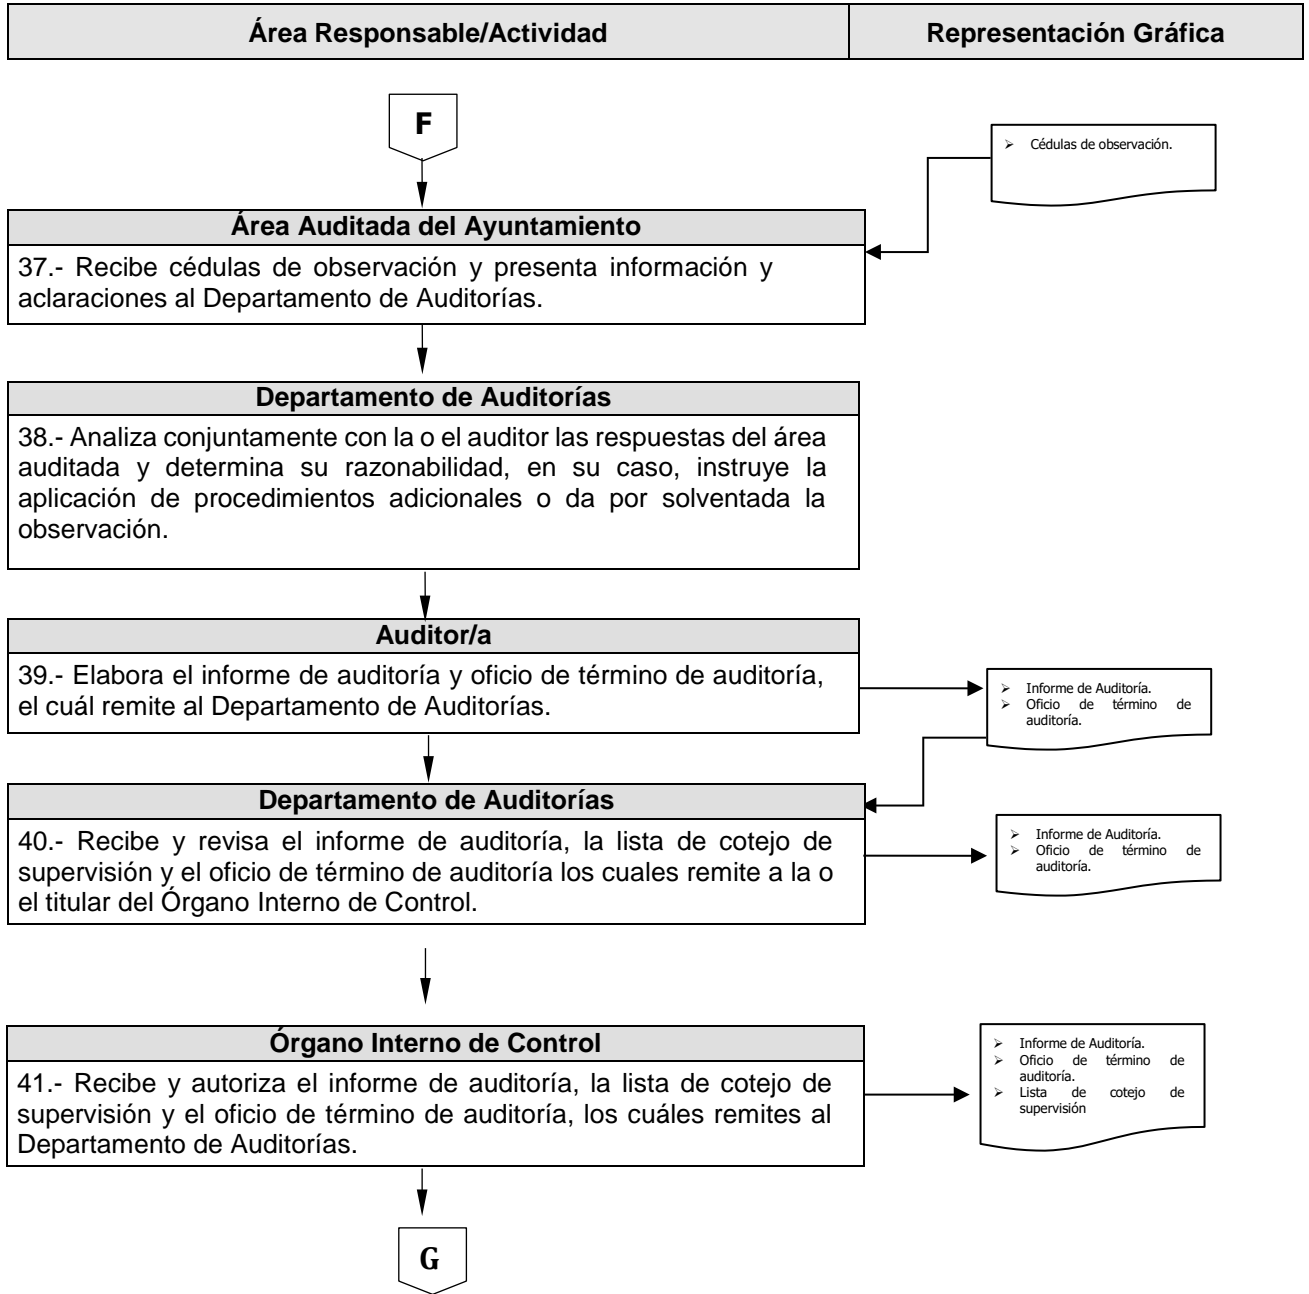 Área Responsable/Actividad
Representación Gráfica
F
Cédulas de observación.
Área Auditada del Ayuntamiento
37.- Recibe cédulas de observación y presenta información y
aclaraciones al Departamento de Auditorías.
Departamento de Auditorías
38.- Analiza conjuntamente con la o el auditor las respuestas del área
auditada y determina su razonabilidad, en su caso, instruye la
aplicación de procedimientos adicionales o da por solventada la
observación.
Auditor/a
39.- Elabora el informe de auditoría y oficio de término de auditoría,
el cuál remite al Departamento de Auditorías.
Informe de Auditoría.
Oficio de término de
auditoría.
Departamento de Auditorías
40.- Recibe y revisa el informe de auditoría, la lista de cotejo de
supervisión y el oficio de término de auditoría los cuales remite a la o
el titular del Órgano Interno de Control.
Informe de Auditoría.
Oficio de término de
auditoría.
Órgano Interno de Control
41.- Recibe y autoriza el informe de auditoría, la lista de cotejo de
supervisión y el oficio de término de auditoría, los cuáles remites al
Departamento de Auditorías.
Informe de Auditoría.
Oficio de término de
auditoría.
Lista de cotejo de
supervisión
G